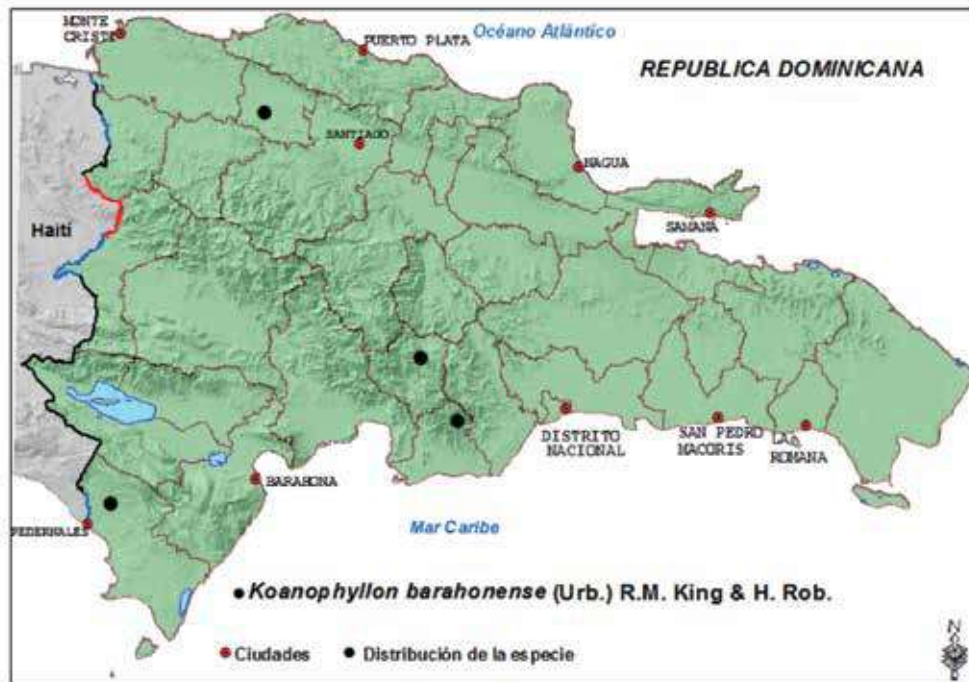 MONTE
CRISTI
PUERTO PLATA
Océano Atlántico
REPUBLICA DOMINICANA
SANTIAGO
NAGUA
SAMANA
Haití
DISTRITO
NACIONAL
SAN PEDRO
MACORIS
LA
ROMANA
BARAHONA
PEDERNALES
Mar Caribe
Koanophyllon barahonense (Urb.) R.M. King & H. Rob.
N
Ciudades
Distribución de la especie